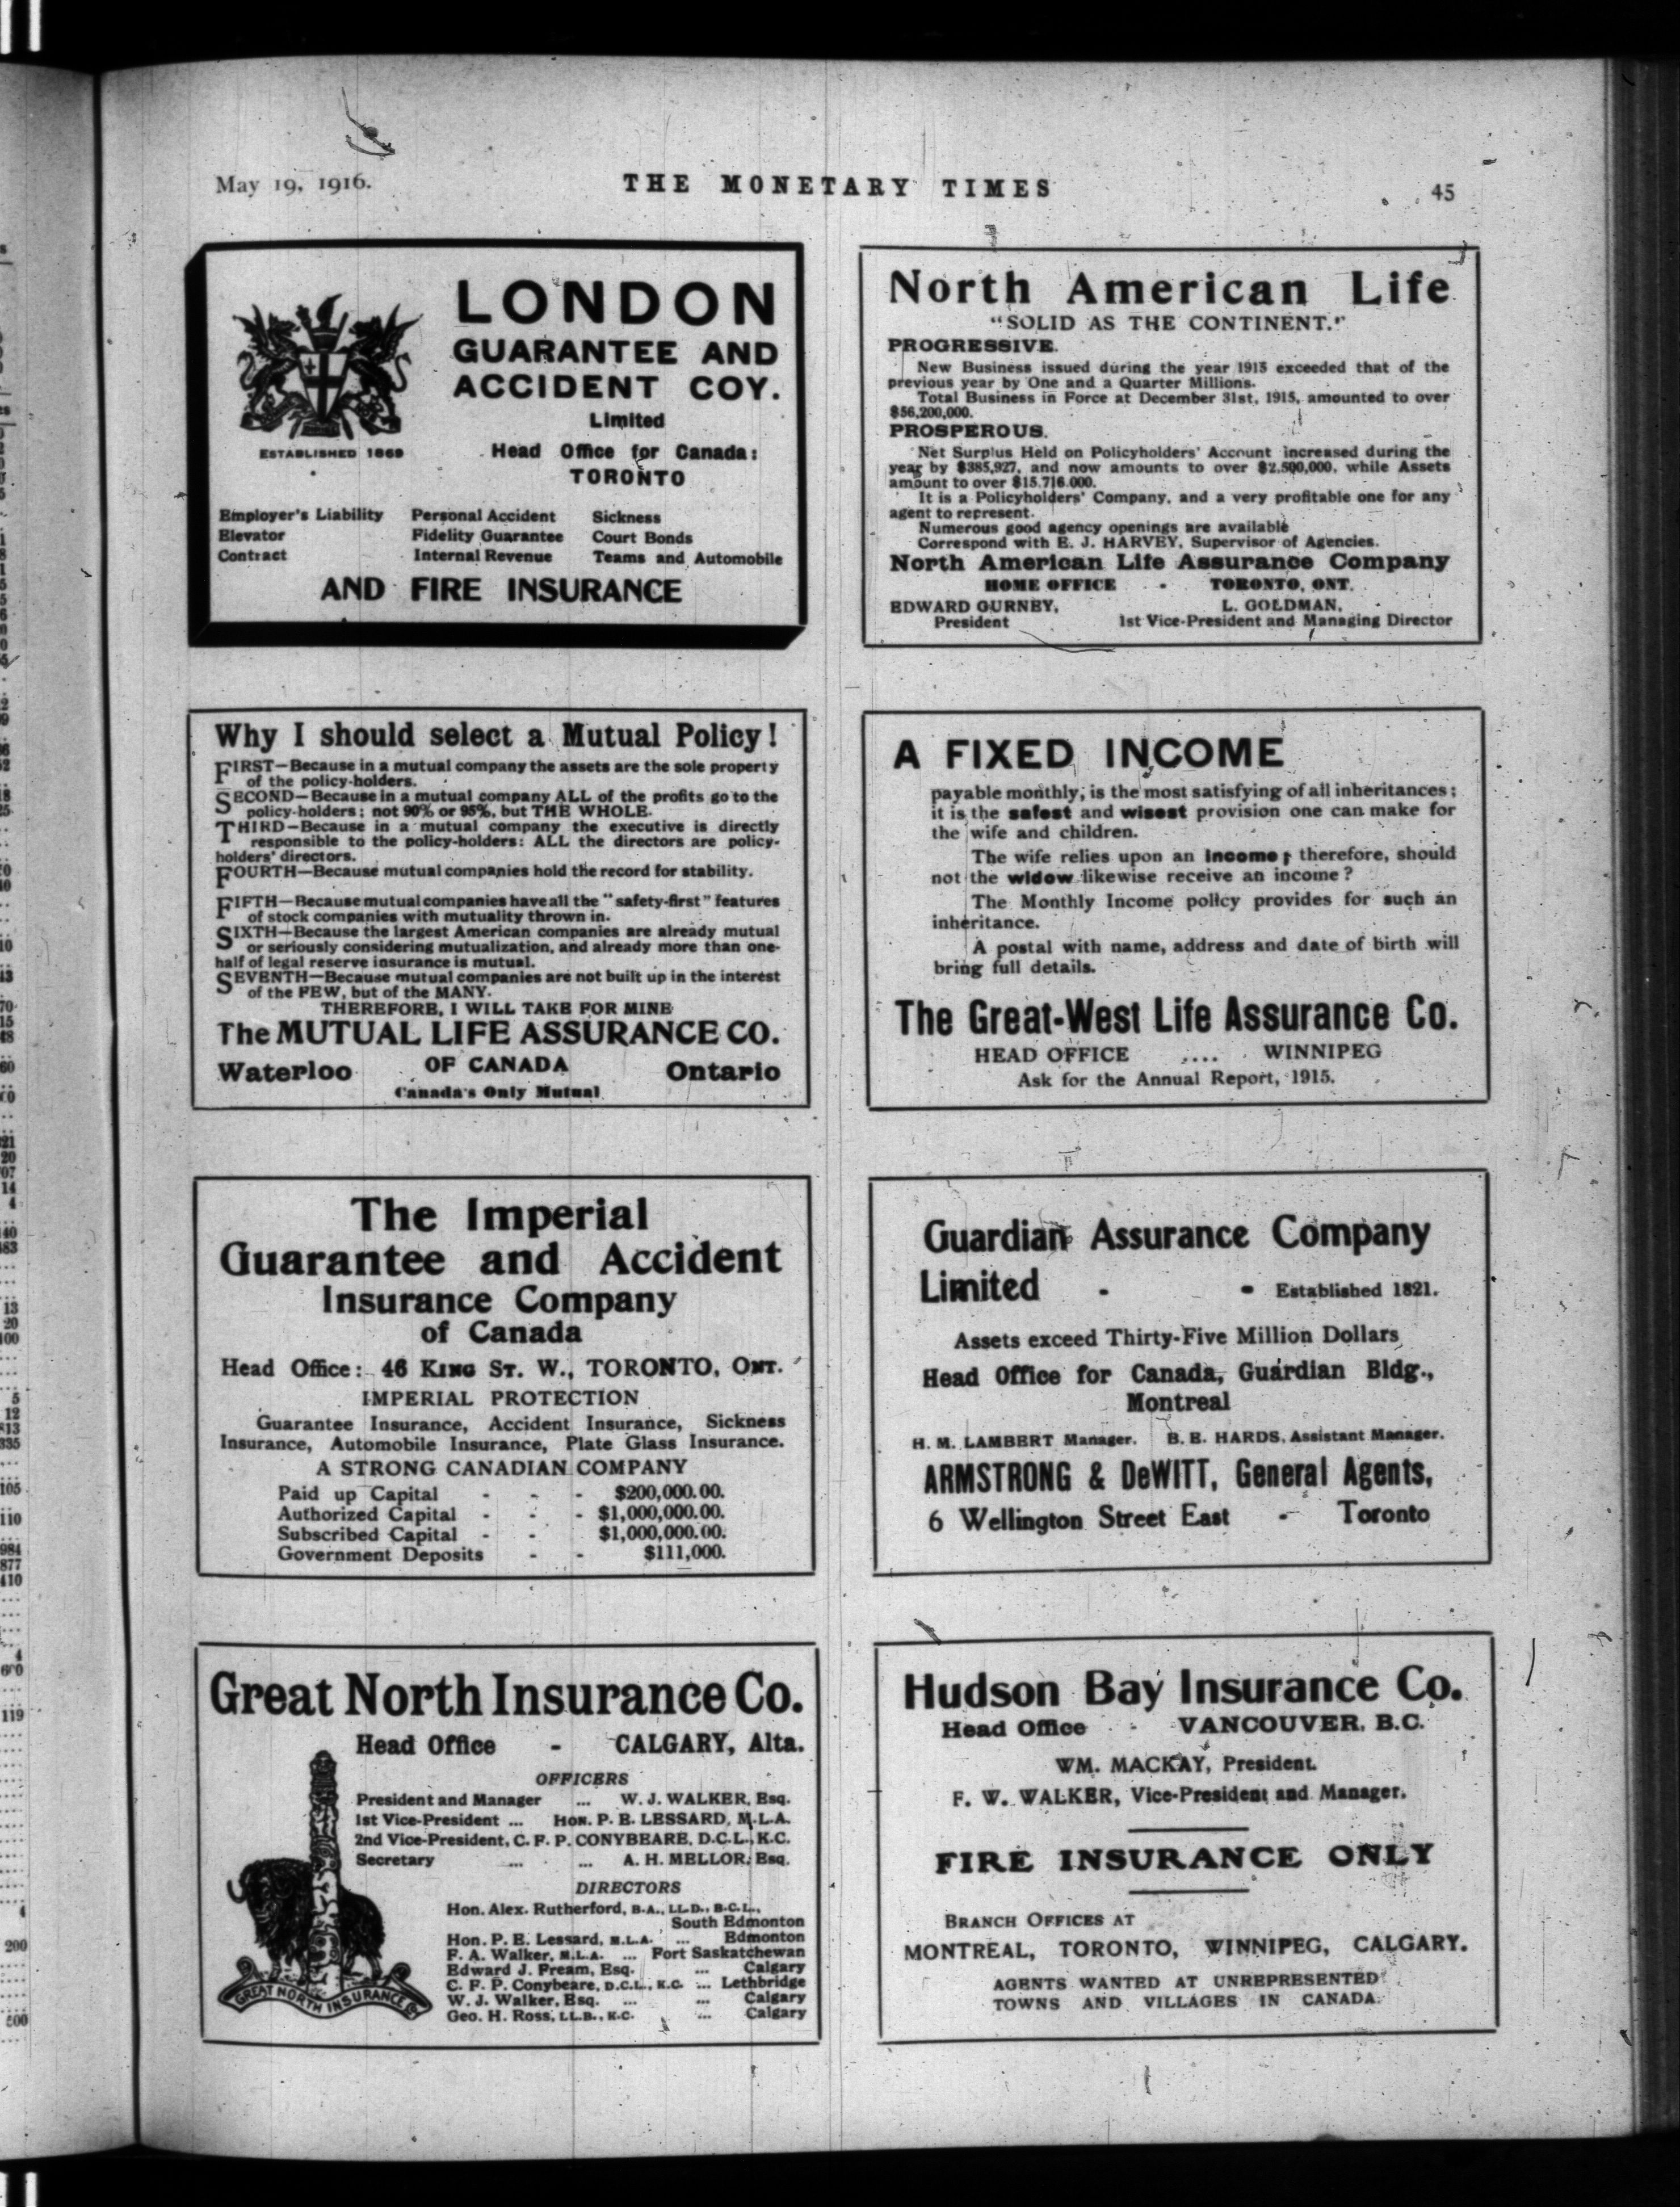 May 19, 1916.
THE MONETARY TIMES
45
LONDON
GUARANTEE AND
ACCIDENT COY.
Limited
ESTABLISHED 1869
Head Office for Canada:
TORONTO
Employer's Liability Personal Accident Sickness
Elevator Fidelity Guarantee Court Bonds
Contract Internal Revenue Teams and Automobile
AND FIRE INSURANCE
North American Life
"SOLID AS THE CONTINENT."
PROGRESSIVE.
New Business issued during the year 1915 exceeded that of the
previous year by One and a Quarter Millions.
Total Business in Force at December 31st, 1915, amounted to over
$56,200,000.
PROSPEROUS.
Net Surplus Held on Policyholders' Account increased during the
year by $385,927, and now amounts to over $2,500,000, while Assets
amount to over $15,716,000.
It is a Policyholders' Company, and a very profitable one for any
agent to represent.
Numerous good agency openings are available
Correspond with E. J. HARVEY, Supervisor of Agencies.
North American Life Assurance Company
HOME OFFICE - TORONTO, ONT.
EDWARD GURNEY, L. GOLDMAN,
President 1st Vice-President and Managing Director
Why I should select a Mutual Policy!
FIRST—Because in a mutual company the assets are the sole property
of the policy-holders.
SECOND—Because in a mutual company ALL of the profits go to the
policy-holders; not 90% or 95%, but THE WHOLE.
THIRD—Because in a mutual company the executive is directly
responsible to the policy-holders: ALL the directors are policy-
holders' directors.
FOURTH—Because mutual companies hold the record for stability.
FIFTH—Because mutual companies have all the "safety-first" features
of stock companies with mutuality thrown in.
SIXTH—Because the largest American companies are already mutual
or seriously considering mutualization, and already more than one-
half of legal reserve insurance is mutual.
SEVENTH—Because mutual companies are not built up in the interest
of the FEW, but of the MANY.
THEREFORE, I WILL TAKE FOR MINE
The MUTUAL LIFE ASSURANCE CO.
Waterloo OF CANADA Ontario
Canada's Only Mutual
A FIXED INCOME
payable monthly, is the most satisfying of all inheritances;
it is the safest and wisest provision one can make for
the wife and children.
The wife relies upon an income; therefore, should
not the widow likewise receive an income?
The Monthly Income policy provides for such an
inheritance.
A postal with name, address and date of birth will
bring full details.
The Great-West Life Assurance Co.
HEAD OFFICE .... WINNIPEG
Ask for the Annual Report, 1915.
The Imperial
Guarantee and Accident
Insurance Company
of Canada
Head Office: 46 KING ST. W., TORONTO, ONT.
IMPERIAL PROTECTION
Guarantee Insurance, Accident Insurance, Sickness
Insurance, Automobile Insurance, Plate Glass Insurance.
A STRONG CANADIAN COMPANY
Paid up Capital - - - $200,000.00.
Authorized Capital - - - $1,000,000.00.
Subscribed Capital - - $1,000,000.00.
Government Deposits - - $111,000.
Guardian Assurance Company
Limited - - Established 1821.
Assets exceed Thirty-Five Million Dollars
Head Office for Canada, Guardian Bldg.,
Montreal
H. M. LAMBERT Manager. B. E. HARDS, Assistant Manager.
ARMSTRONG & DeWITT, General Agents,
6 Wellington Street East - Toronto
Great North Insurance Co.
Head Office - CALGARY, Alta.
OFFICERS
President and Manager ... W. J. WALKER, Esq.
1st Vice-President ... HON. P. E. LESSARD, M.L.A.
2nd Vice-President, C. F. P. CONYBEARE, D.C.L., K.C.
Secretary ... ... A. H. MELLOR, Esq.
DIRECTORS
Hon. Alex. Rutherford, B.A., LL.D., B.C.L.,
South Edmonton
Hon. P. E. Lessard, M.L.A. ... Edmonton
F. A. Walker, M.L.A. ... Fort Saskatchewan
Edward J. Fream, Esq. ... Calgary
C. F. P. Conybeare, D.C.L., K.C. ... Lethbridge
W. J. Walker, Esq. ... ... Calgary
Geo. H. Ross, LL.B., K.C. ... Calgary
GREAT NORTH INSURANCE Co
Hudson Bay Insurance Co.
Head Office - VANCOUVER, B.C.
WM. MACKAY, President.
F. W. WALKER, Vice-President and Manager.
FIRE INSURANCE ONLY
BRANCH OFFICES AT
MONTREAL, TORONTO, WINNIPEG, CALGARY.
AGENTS WANTED AT UNREPRESENTED
TOWNS AND VILLAGES IN CANADA.